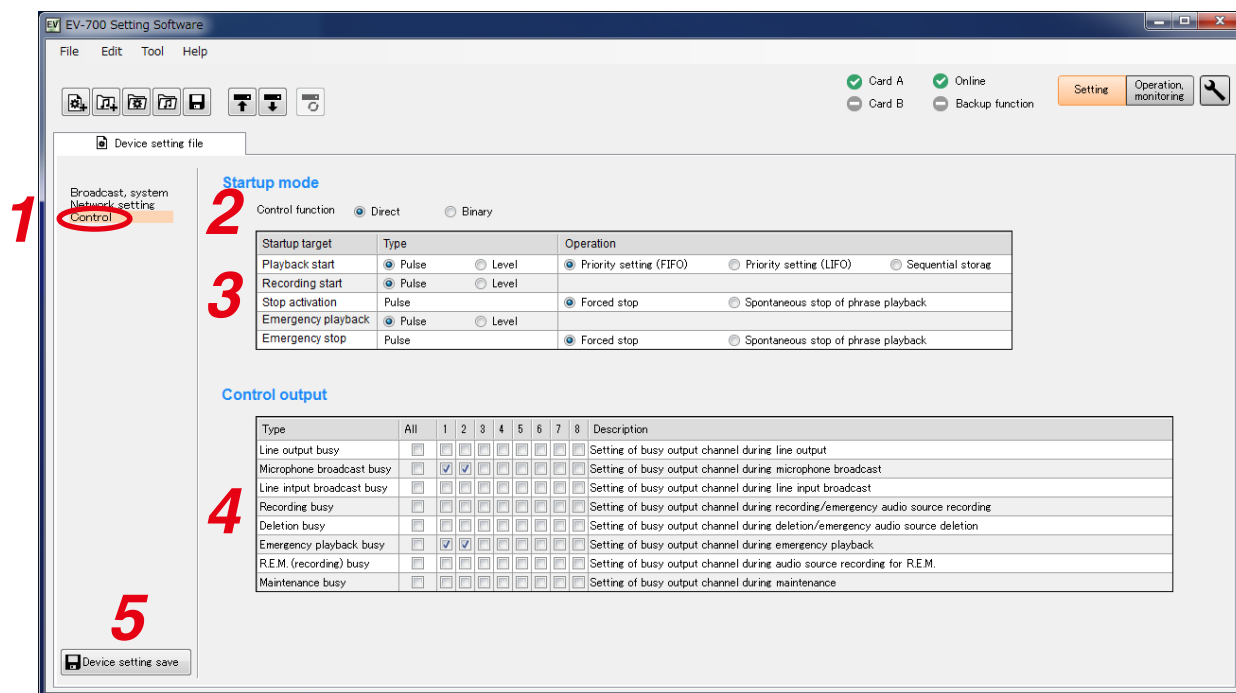 EV EV-700 Setting Software
File Edit Tool Help
Card A Online
Card B Backup function
Setting
Operation, monitoring
Device setting file
1
Broadcast, system
Network setting
Control
Startup mode
2
Control function Direct Binary
3
Startup target Type Operation
Playback start Pulse Level Priority setting (FIFO) Priority setting (LIFO) Sequential storag
Recording start Pulse Level
Stop activation Pulse Forced stop Spontaneous stop of phrase playback
Emergency playback Pulse Level
Emergency stop Pulse Forced stop Spontaneous stop of phrase playback
Control output
4
Type All 1 2 3 4 5 6 7 8 Description
Line output busy Setting of busy output channel during line output
Microphone broadcast busy Setting of busy output channel during microphone broadcast
Line intput broadcast busy Setting of busy output channel during line input broadcast
Recording busy Setting of busy output channel during recording/emergency audio source recording
Deletion busy Setting of busy output channel during deletion/emergency audio source deletion
Emergency playback busy Setting of busy output channel during emergency playback
R.E.M. (recording) busy Setting of busy output channel during audio source recording for R.E.M.
Maintenance busy Setting of busy output channel during maintenance
5
Device setting save